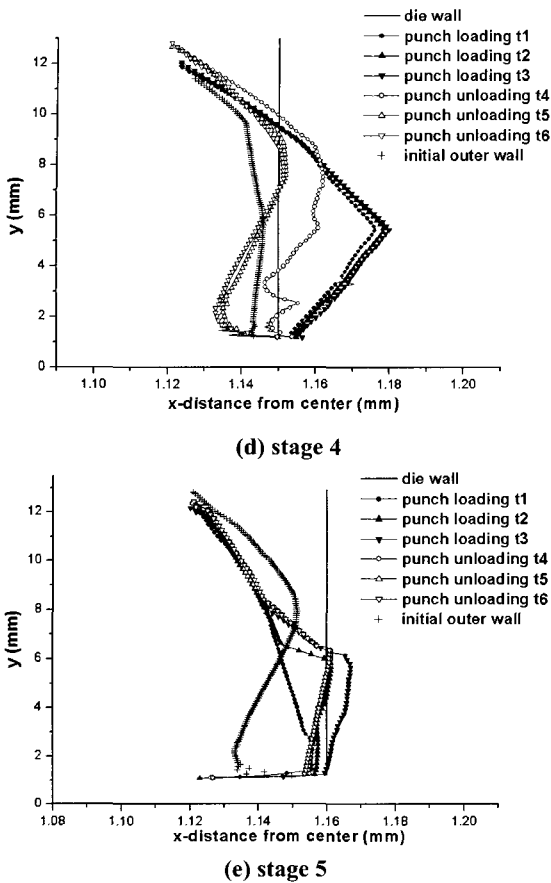 die wall
punch loading t1
punch loading t2
punch loading t3
punch unloading t4
punch unloading t5
punch unloading t6
initial outer wall
y (mm)
12
10
8
6
4
2
0
1.10
1.12
1.14
1.16
1.18
1.20
x-distance from center (mm)
(d) stage 4
die wall
punch loading t1
punch loading t2
punch loading t3
punch unloading t4
punch unloading t5
punch unloading t6
initial outer wall
y (mm)
12
10
8
6
4
2
0
1.08
1.10
1.12
1.14
1.16
1.18
1.20
x-distance from center (mm)
(e) stage 5